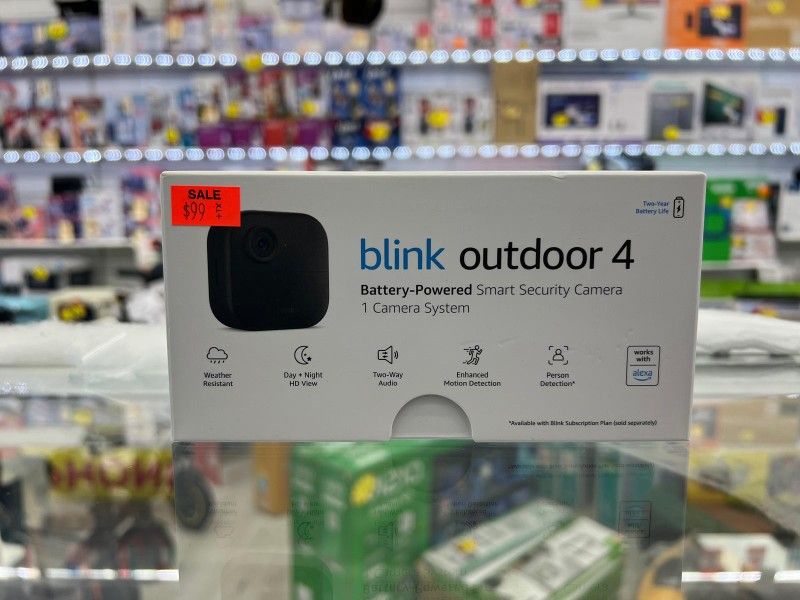 SALE
$99
Two-Year
Battery Life
blink outdoor 4
Battery-Powered Smart Security Camera
1 Camera System
Weather
Resistant
Day + Night
HD View
Two-Way
Audio
Enhanced
Motion Detection
Person
Detection*
works
with
alexa
*Available with Blink Subscription Plan (sold separately)